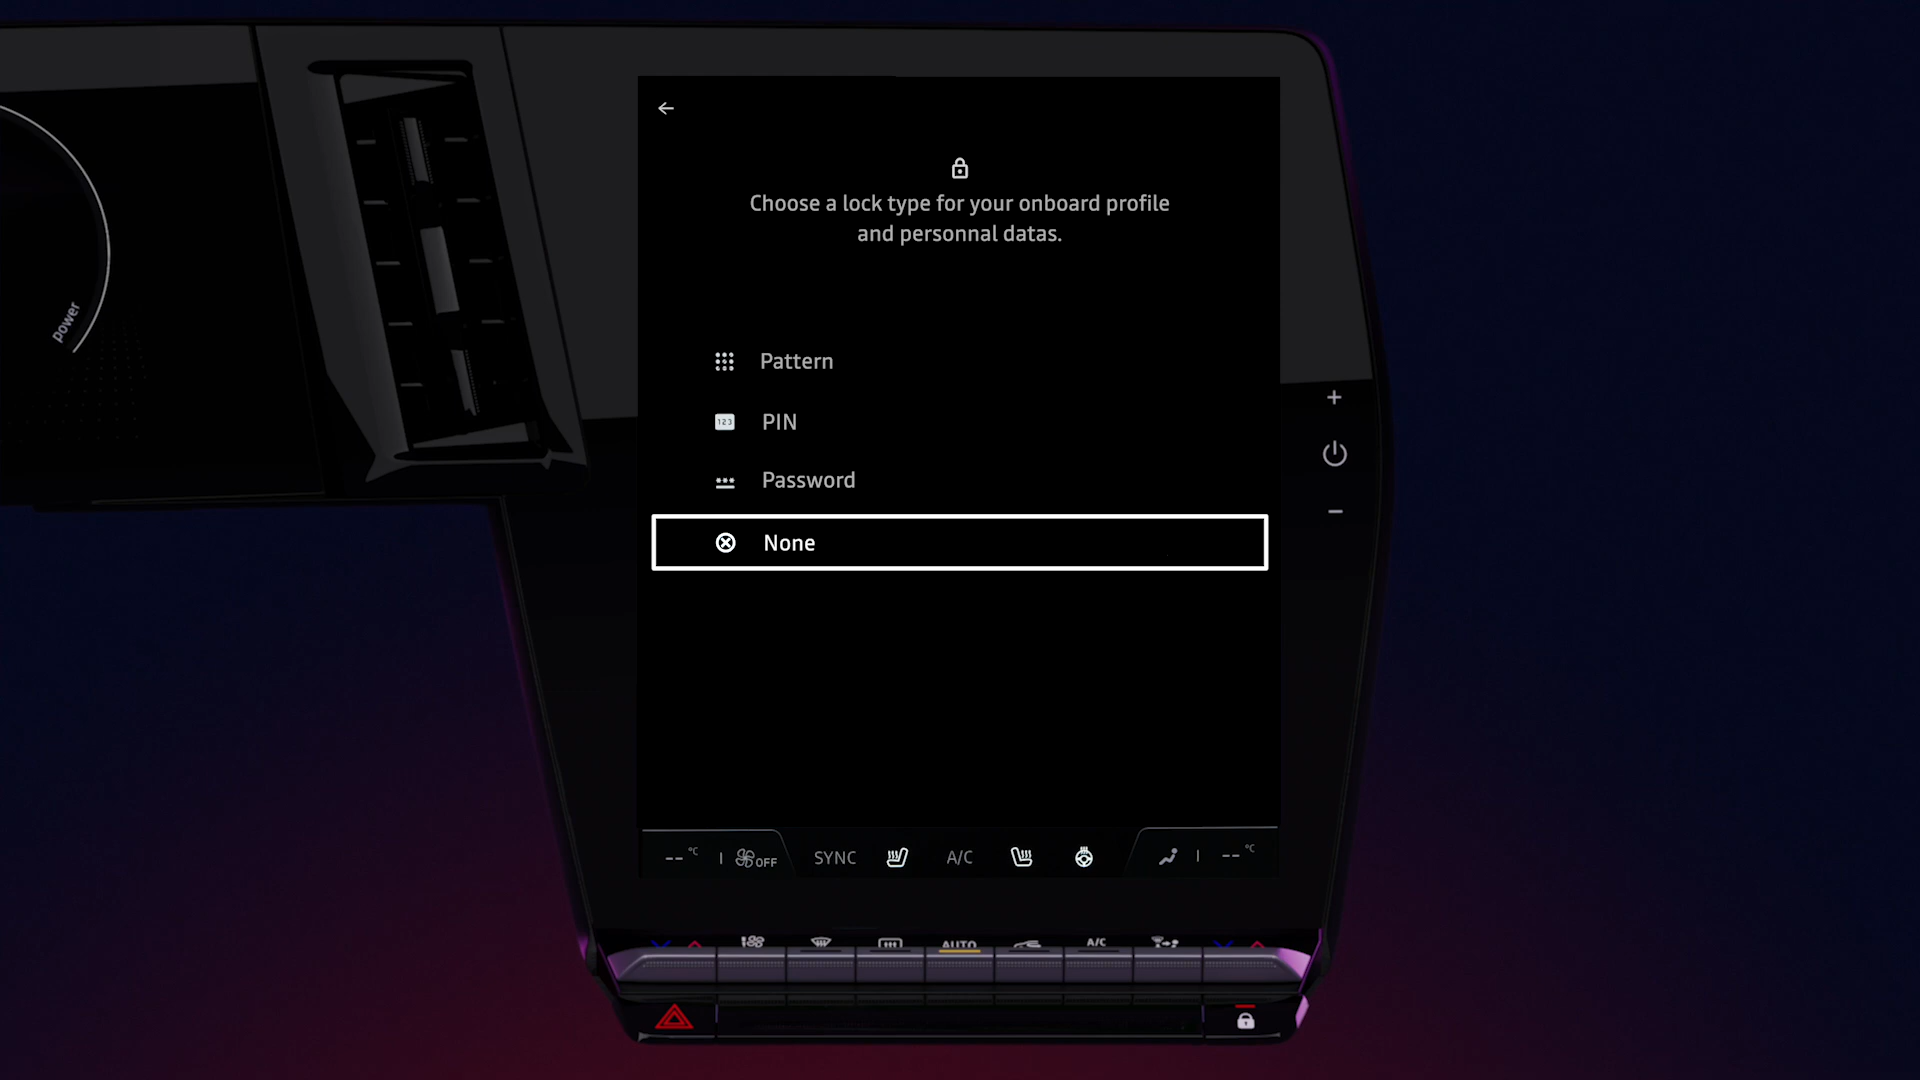 Choose a lock type for your onboard profile
and personnal datas.
Pattern
123
PIN
Password
None
power
-- °C
OFF
SYNC
A/C
-- °C
AUTO
A/C